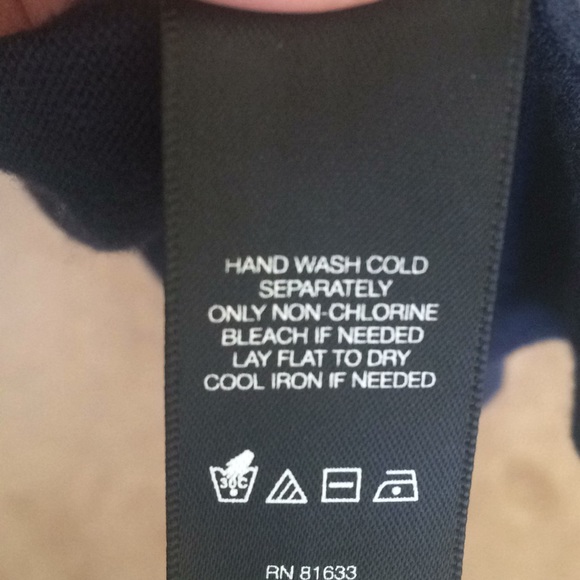 HAND WASH COLD
SEPARATELY
ONLY NON-CHLORINE
BLEACH IF NEEDED
LAY FLAT TO DRY
COOL IRON IF NEEDED
30C
RN 81633